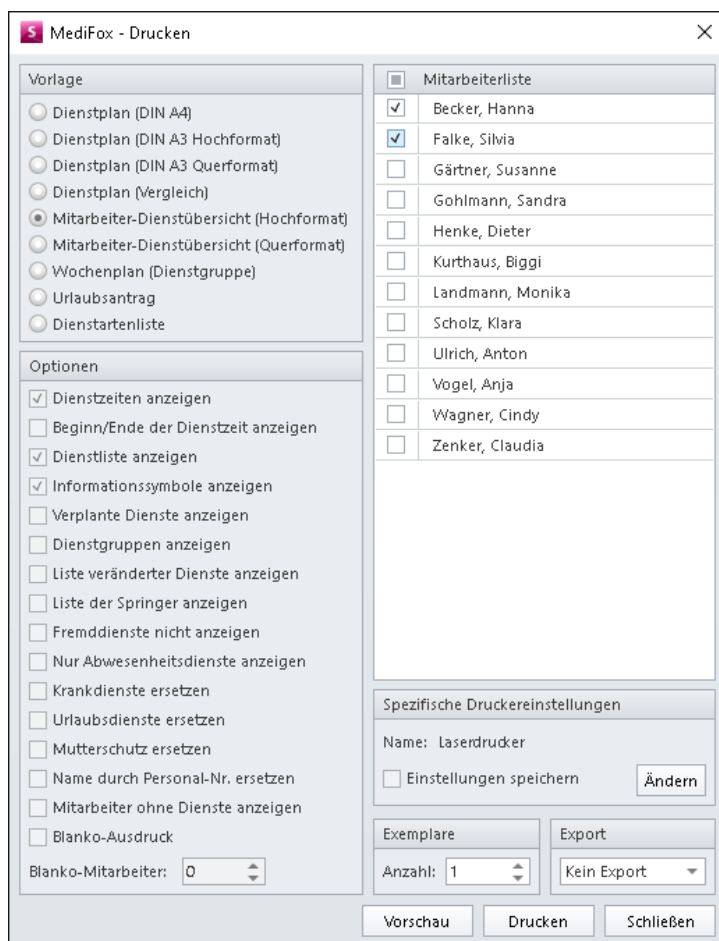 S MediFox - Drucken
Vorlage
Dienstplan (DIN A4)
Dienstplan (DIN A3 Hochformat)
Dienstplan (DIN A3 Querformat)
Dienstplan (Vergleich)
Mitarbeiter-Dienstübersicht (Hochformat)
Mitarbeiter-Dienstübersicht (Querformat)
Wochenplan (Dienstgruppe)
Urlaubsantrag
Dienstartenliste
Optionen
Dienstzeiten anzeigen
Beginn/Ende der Dienstzeit anzeigen
Dienstliste anzeigen
Informationssymbole anzeigen
Verplante Dienste anzeigen
Dienstgruppen anzeigen
Liste veränderter Dienste anzeigen
Liste der Springer anzeigen
Fremddienste nicht anzeigen
Nur Abwesenheitsdienste anzeigen
Krankdienste ersetzen
Urlaubsdienste ersetzen
Mutterschutz ersetzen
Name durch Personal-Nr. ersetzen
Mitarbeiter ohne Dienste anzeigen
Blanko-Ausdruck
Blanko-Mitarbeiter: 0
Mitarbeiterliste
Becker, Hanna
Falke, Silvia
Gärtner, Susanne
Gohlmann, Sandra
Henke, Dieter
Kurthaus, Biggi
Landmann, Monika
Scholz, Klara
Ulrich, Anton
Vogel, Anja
Wagner, Cindy
Zenker, Claudia
Spezifische Druckereinstellungen
Name: Laserdrucker
Einstellungen speichern
Ändern
Exemplare
Anzahl: 1
Export
Kein Export
Vorschau
Drucken
Schließen